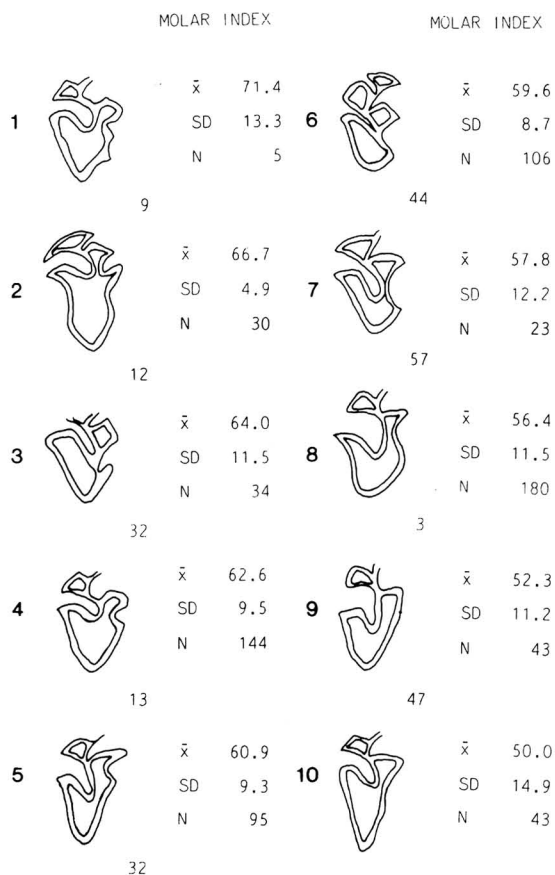 MOLAR INDEX
1
x̄ 71.4
SD 13.3
N 5
9
2
x̄ 66.7
SD 4.9
N 30
12
3
x̄ 64.0
SD 11.5
N 34
32
4
x̄ 62.6
SD 9.5
N 144
13
5
x̄ 60.9
SD 9.3
N 95
32
MOLAR INDEX
6
x̄ 59.6
SD 8.7
N 106
44
7
x̄ 57.8
SD 12.2
N 23
57
8
x̄ 56.4
SD 11.5
N 180
3
9
x̄ 52.3
SD 11.2
N 43
47
10
x̄ 50.0
SD 14.9
N 43